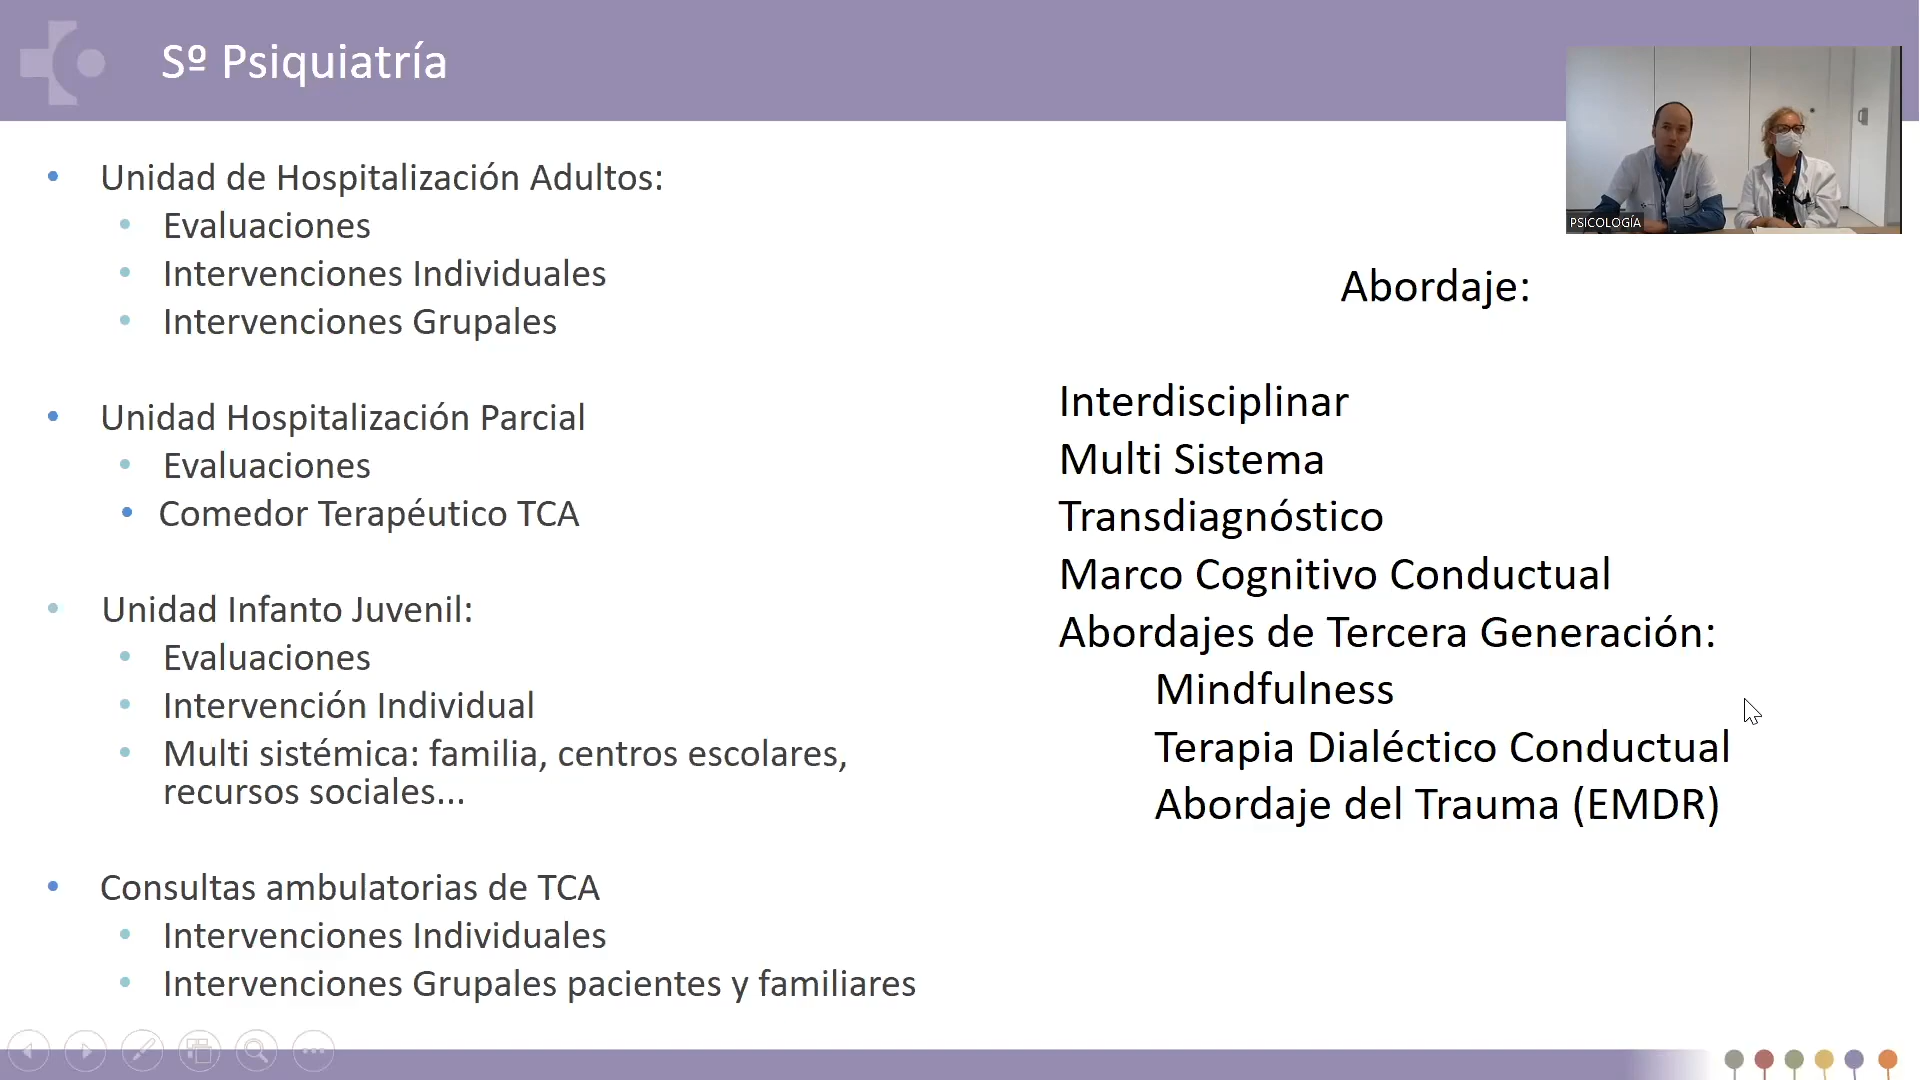 Sº Psiquiatría
PSICOLOGÍA
Unidad de Hospitalización Adultos:
Evaluaciones
Intervenciones Individuales
Intervenciones Grupales
Unidad Hospitalización Parcial
Evaluaciones
Comedor Terapéutico TCA
Unidad Infanto Juvenil:
Evaluaciones
Intervención Individual
Multi sistémica: familia, centros escolares,
recursos sociales...
Consultas ambulatorias de TCA
Intervenciones Individuales
Intervenciones Grupales pacientes y familiares
Abordaje:
Interdisciplinar
Multi Sistema
Transdiagnóstico
Marco Cognitivo Conductual
Abordajes de Tercera Generación:
Mindfulness
Terapia Dialéctico Conductual
Abordaje del Trauma (EMDR)